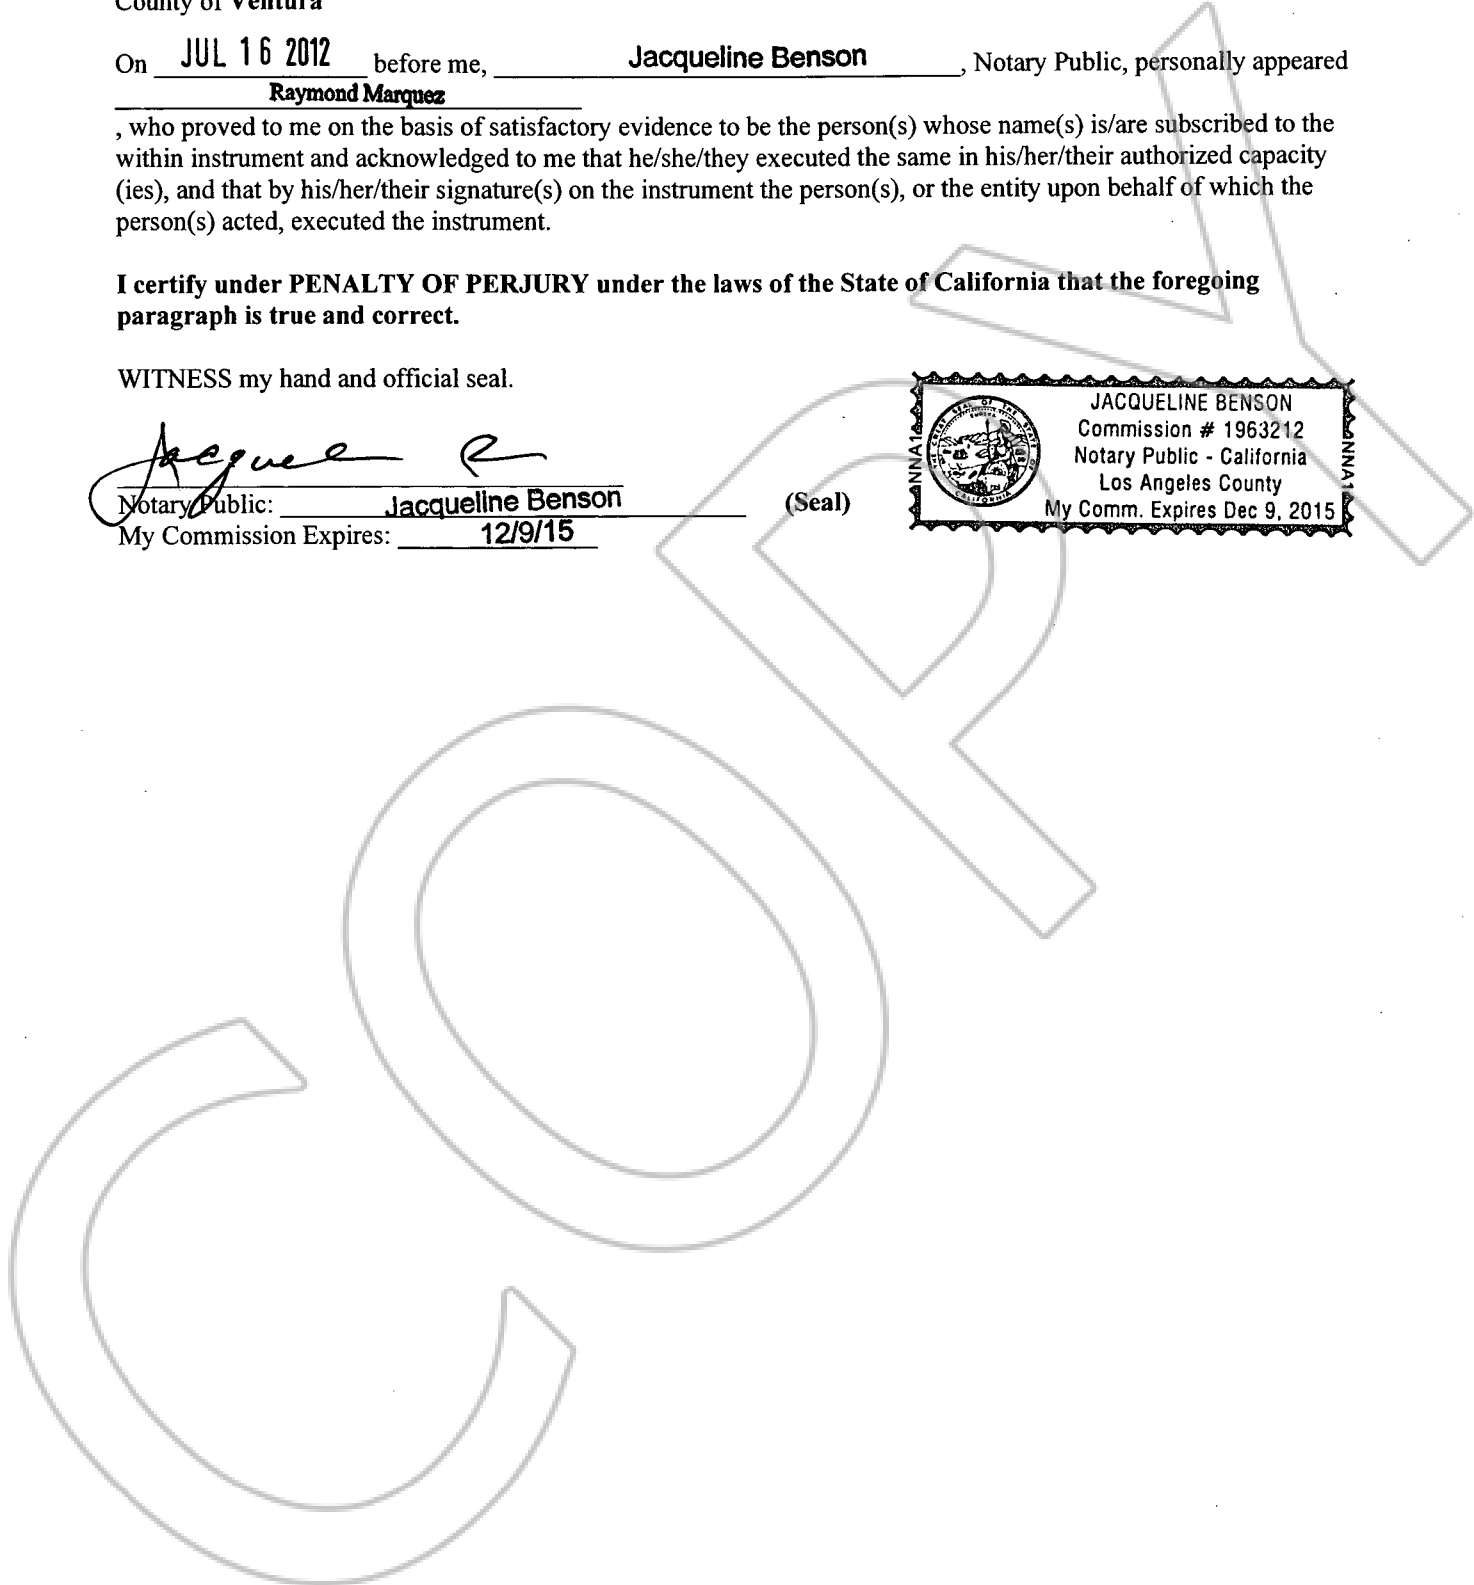 County of Ventura
On JUL 16 2012 before me, Jacqueline Benson, Notary Public, personally appeared
Raymond Marquez
, who proved to me on the basis of satisfactory evidence to be the person(s) whose name(s) is/are subscribed to the
within instrument and acknowledged to me that he/she/they executed the same in his/her/their authorized capacity
(ies), and that by his/her/their signature(s) on the instrument the person(s), or the entity upon behalf of which the
person(s) acted, executed the instrument.
I certify under PENALTY OF PERJURY under the laws of the State of California that the foregoing
paragraph is true and correct.
WITNESS my hand and official seal.
Notary Public: Jacqueline Benson (Seal)
My Commission Expires: 12/9/15
JACQUELINE BENSON
Commission # 1963212
Notary Public - California
Los Angeles County
My Comm. Expires Dec 9, 2015
COPY